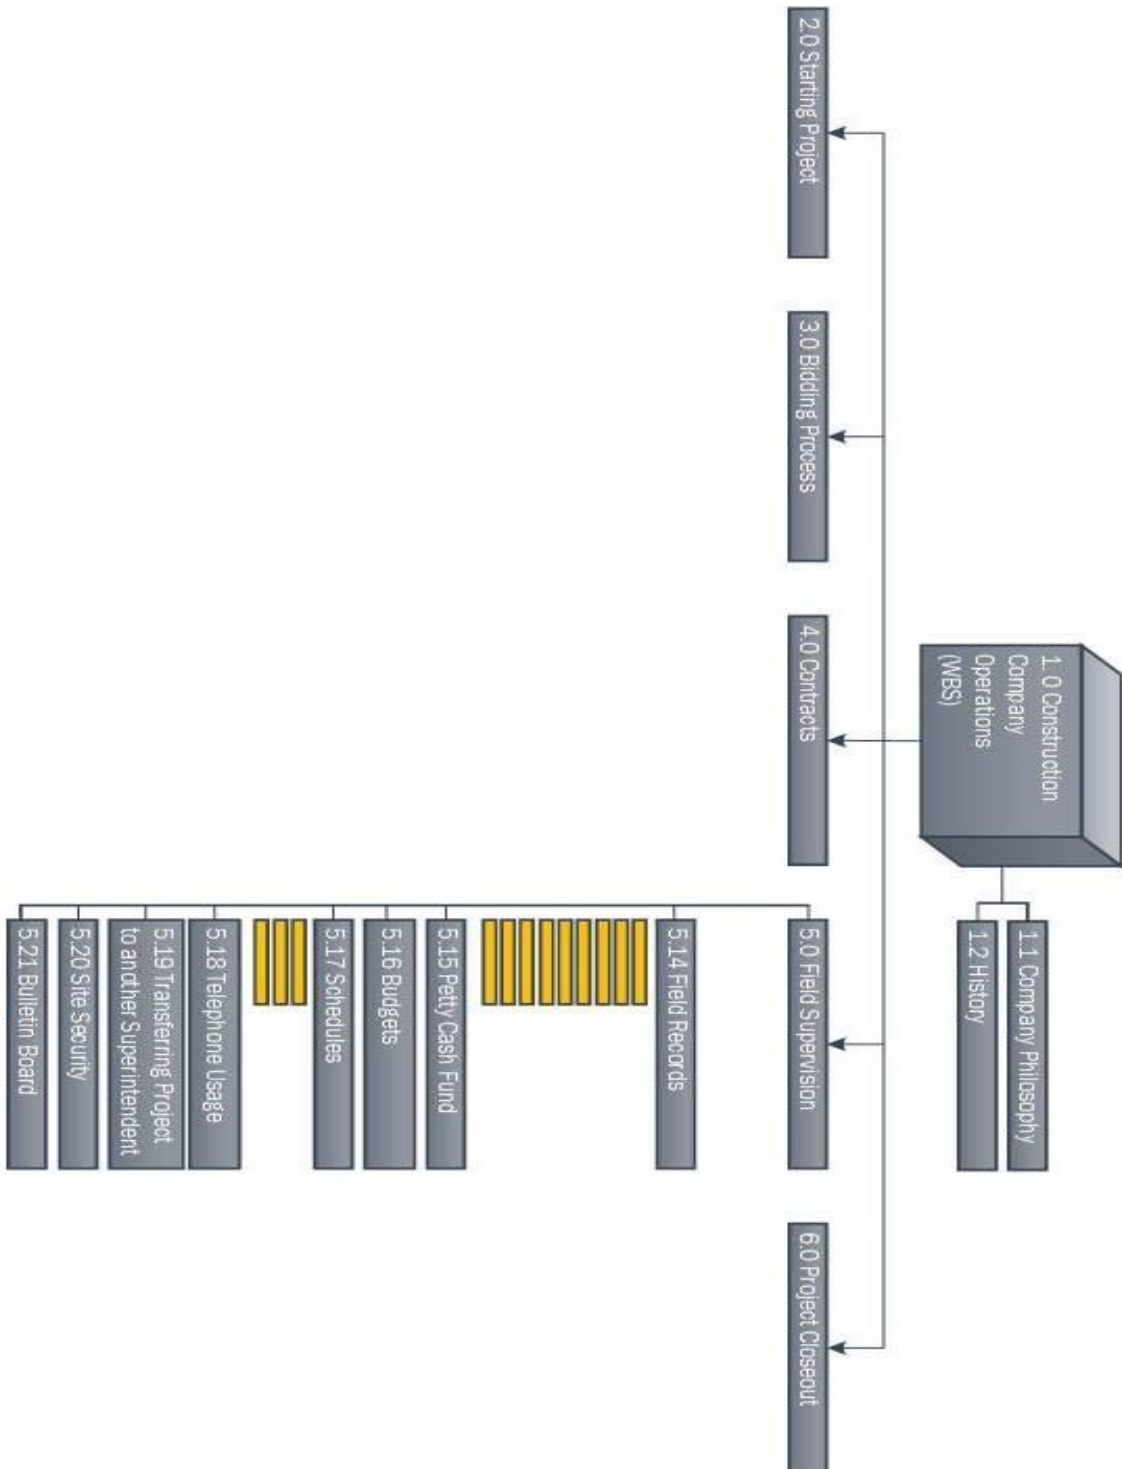 1. 0 Construction
Company
Operations
(WBS)
1.1 Company Philosophy
1.2 History
2.0 Starting Project
3.0 Bidding Process
4.0 Contracts
5.0 Field Supervision
6.0 Project Closeout
5.14 Field Records
5.15 Petty Cash Fund
5.16 Budgets
5.17 Schedules
5.18 Telephone Usage
5.19 Transferring Project
to another Superintendent
5.20 Site Security
5.21 Bulletin Board